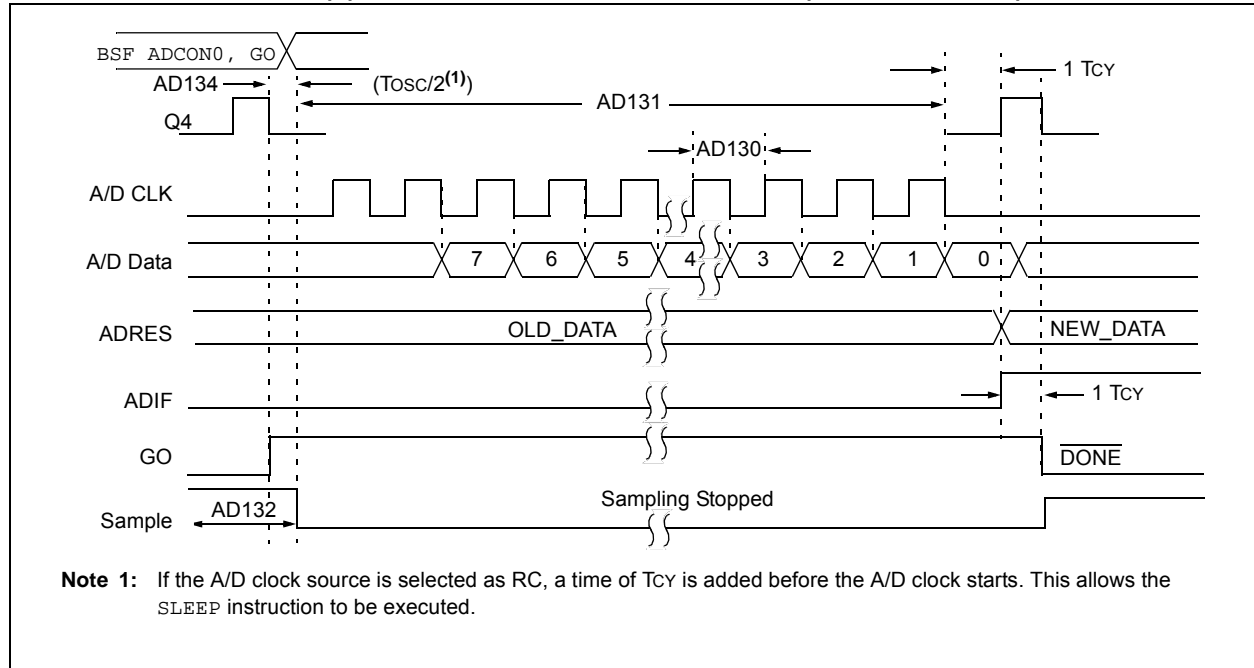 BSF ADCON0, GO
AD134 (TOSC/2(1)) 1 TCY
AD131
Q4
AD130
A/D CLK
A/D Data 7 6 5 4 3 2 1 0
ADRES OLD_DATA NEW_DATA
ADIF 1 TCY
GO DONE
Sampling Stopped
Sample AD132
Note 1: If the A/D clock source is selected as RC, a time of TCY is added before the A/D clock starts. This allows the
SLEEP instruction to be executed.